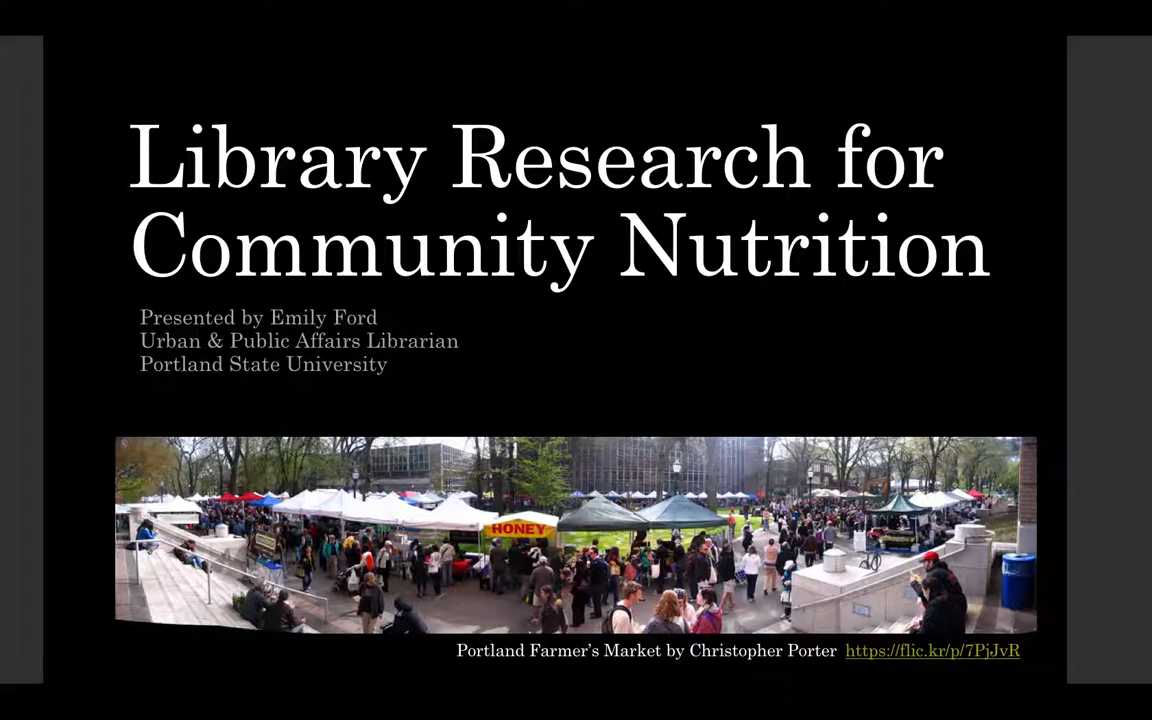 Library Research for
Community Nutrition
Presented by Emily Ford
Urban & Public Affairs Librarian
Portland State University
HONEY
Portland Farmer's Market by Christopher Porter https://flic.kr/p/7PjJvR